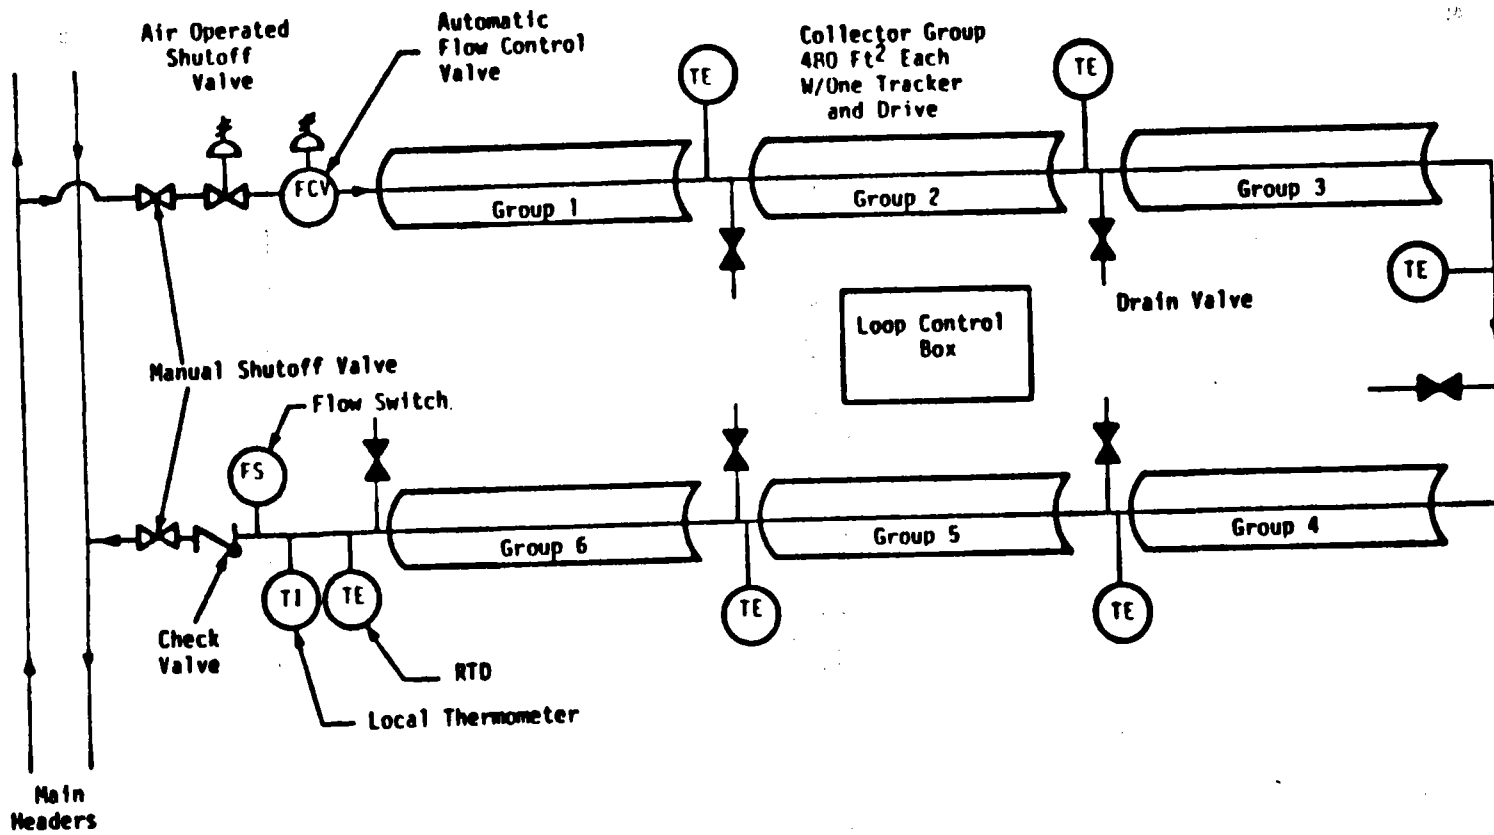 Air Operated
Shutoff
Valve
Automatic
Flow Control
Valve
Collector Group
480 Ft² Each
W/One Tracker
and Drive
TE
TE
FCV
Group 1
Group 2
Group 3
TE
Drain Valve
Loop Control
Box
Manual Shutoff Valve
Flow Switch
FS
Group 6
Group 5
Group 4
TI
TE
TE
TE
Check
Valve
RTD
Local Thermometer
Main
Headers